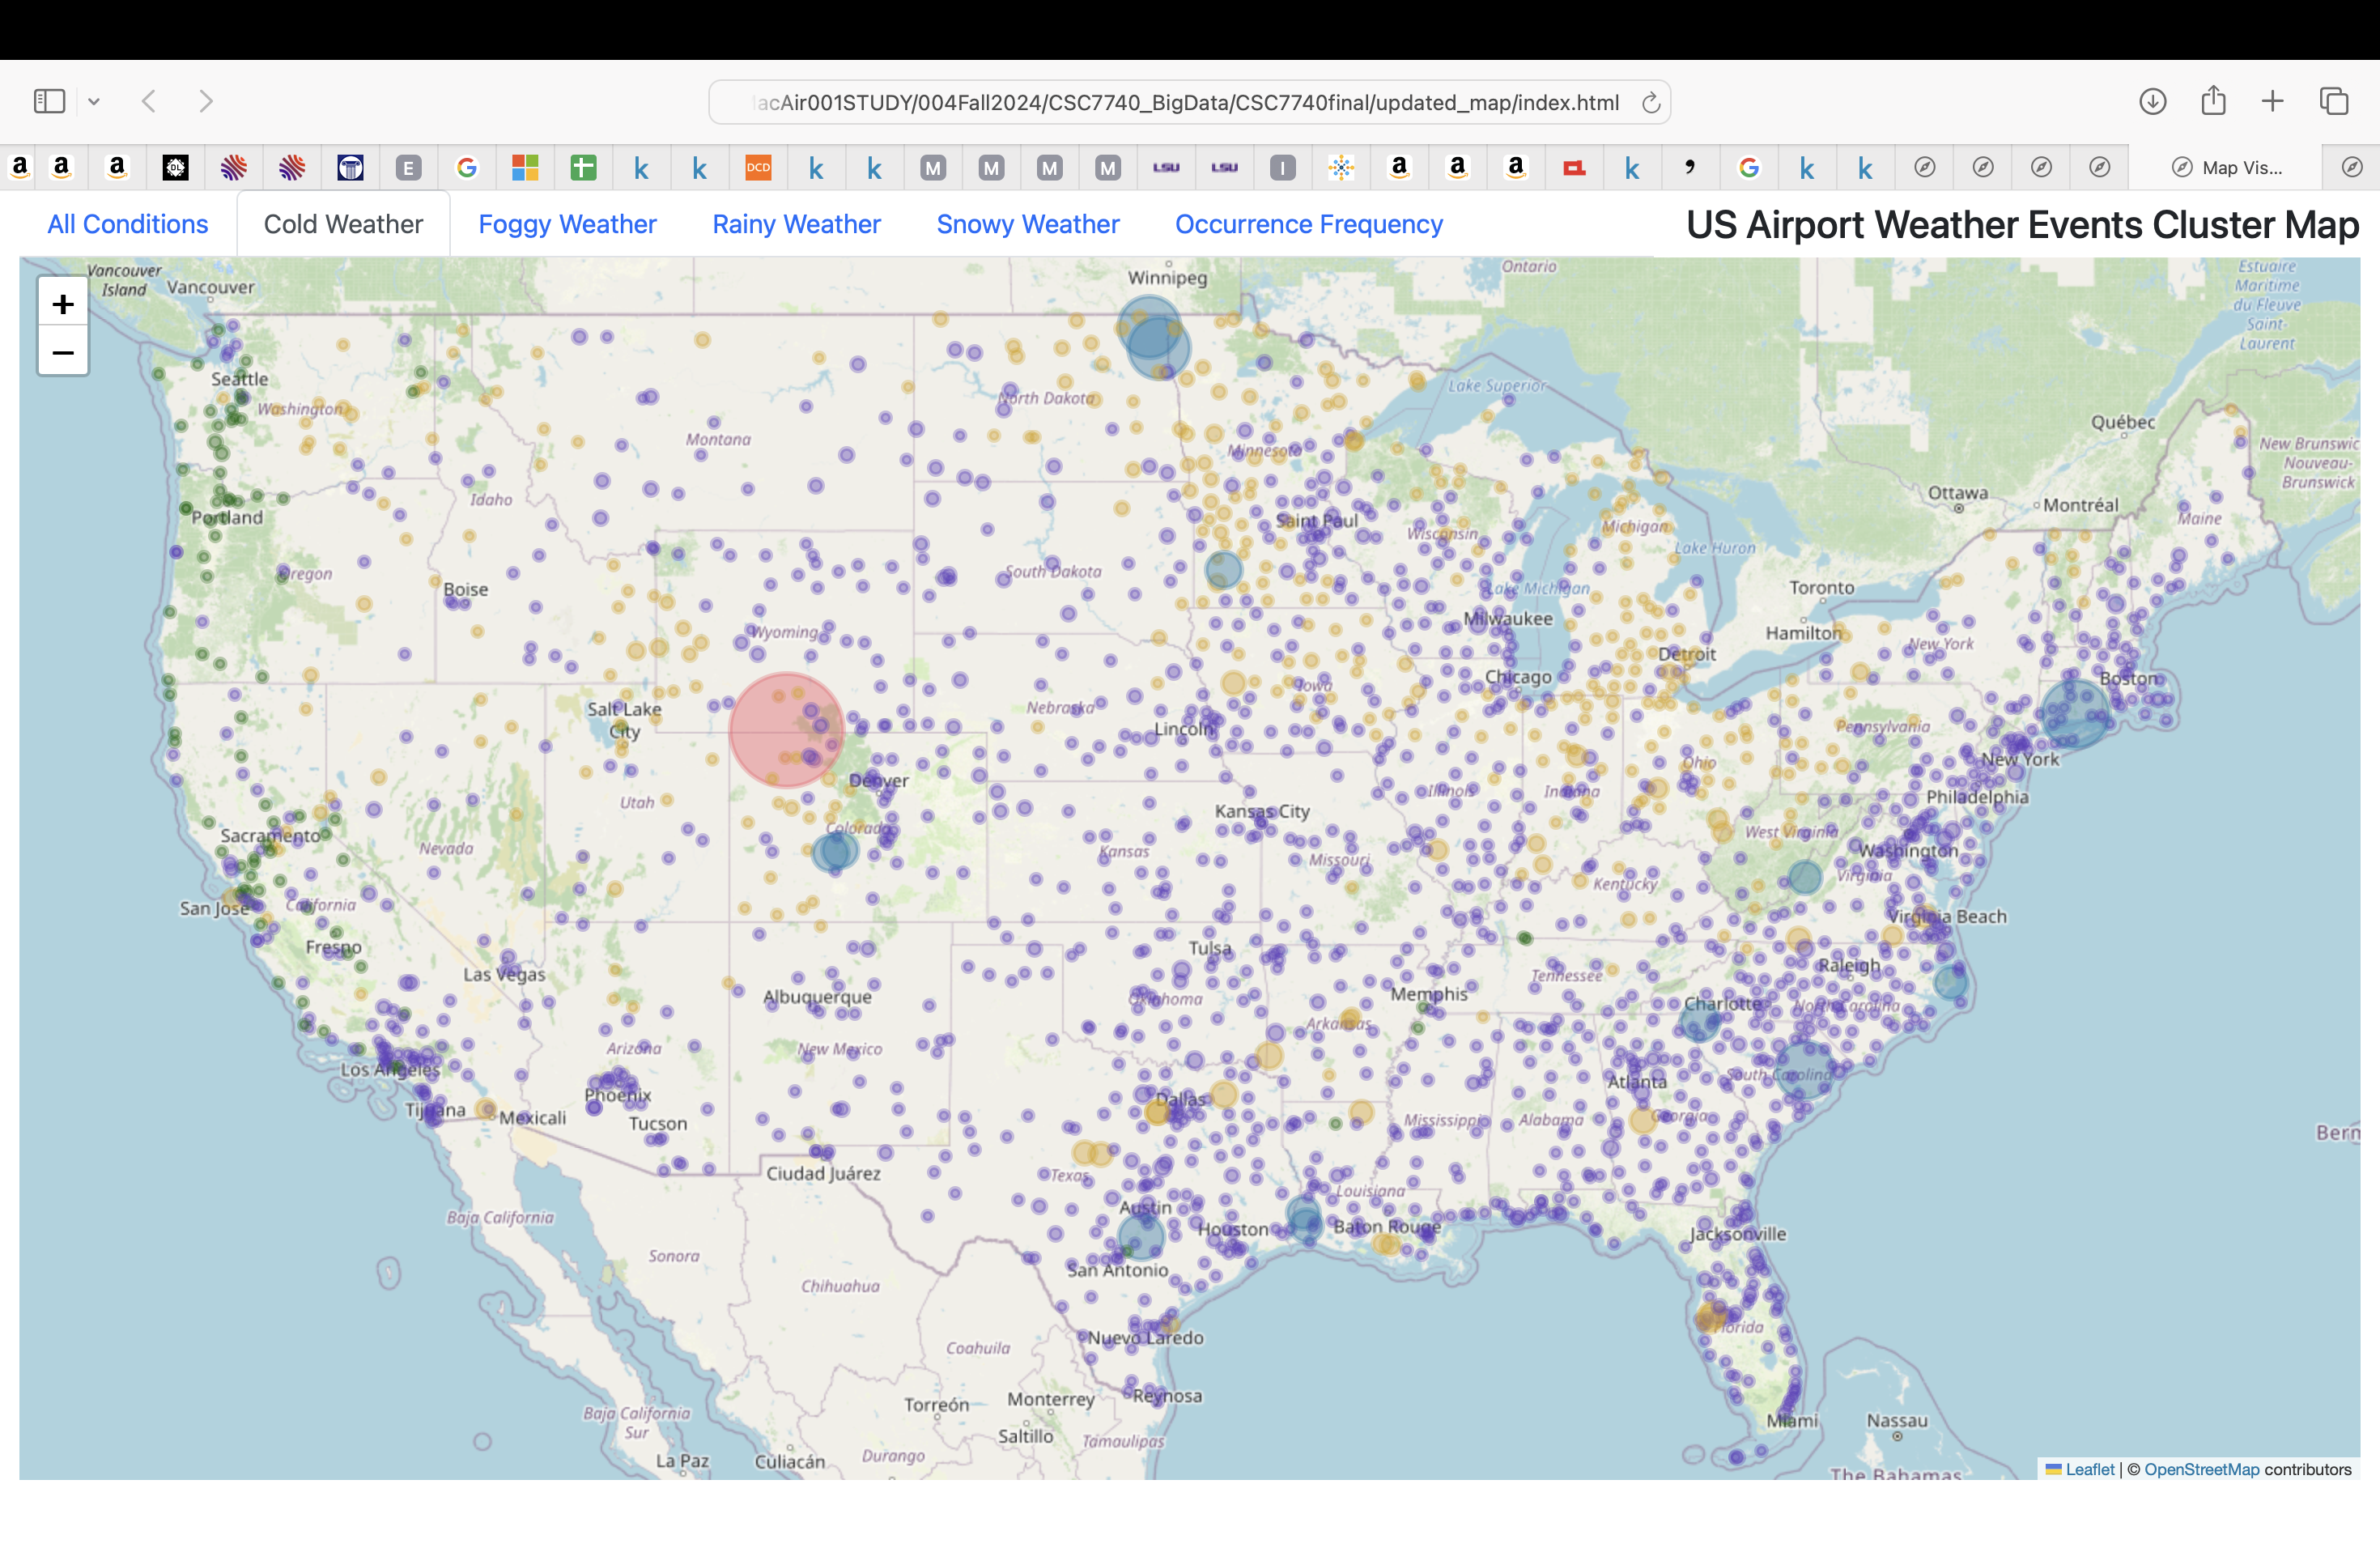 lacAir001STUDY/004Fall2024/CSC7740_BigData/CSC7740final/updated_map/index.html
a a a E G k k DCD k k M M M M LSU LSU I a a a k G k k Map Vis...
All Conditions Cold Weather Foggy Weather Rainy Weather Snowy Weather Occurrence Frequency US Airport Weather Events Cluster Map
+
−
Vancouver
Island
Vancouver
Winnipeg
Ontario
Estuaire
Maritime
du Fleuve
Saint-
Laurent
Seattle
Washington
North Dakota
Lake Superior
Québec
Montana
Minnesota
New Brunswic
Nouveau-
Brunswick
Idaho
Ottawa
Montréal
Portland
Saint Paul
Wisconsin
Michigan
Maine
Lake Huron
Oregon
South Dakota
Boise
Lake Michigan
Toronto
Milwaukee
Hamilton
Wyoming
New York
Detroit
Chicago
Boston
Iowa
Salt Lake
City
Nebraska
Lincoln
Pennsylvania
New York
Ohio
Denver
Utah
Illinois
Indiana
Philadelphia
Kansas City
Sacramento
Colorado
West Virginia
Nevada
Kansas
Missouri
Washington
Kentucky
Virginia
San Jose
California
Virginia Beach
Fresno
Tulsa
Las Vegas
Tennessee
Raleigh
Albuquerque
Oklahoma
Memphis
Charlotte
North Carolina
Arkansas
Arizona
New Mexico
Los Angeles
Atlanta
South Carolina
Phoenix
Dallas
Tijuana
Mexicali
Tucson
Mississippi
Alabama
Georgia
Bern
Ciudad Juárez
Texas
Louisiana
Austin
Baja California
Houston
Baton Rouge
Jacksonville
Sonora
San Antonio
Chihuahua
Florida
Nuevo Laredo
Coahuila
Reynosa
Monterrey
Torreón
Baja California
Sur
Miami
Nassau
Saltillo
Tamaulipas
Durango
La Paz
Culiacán
The Bahamas
Leaflet | © OpenStreetMap contributors